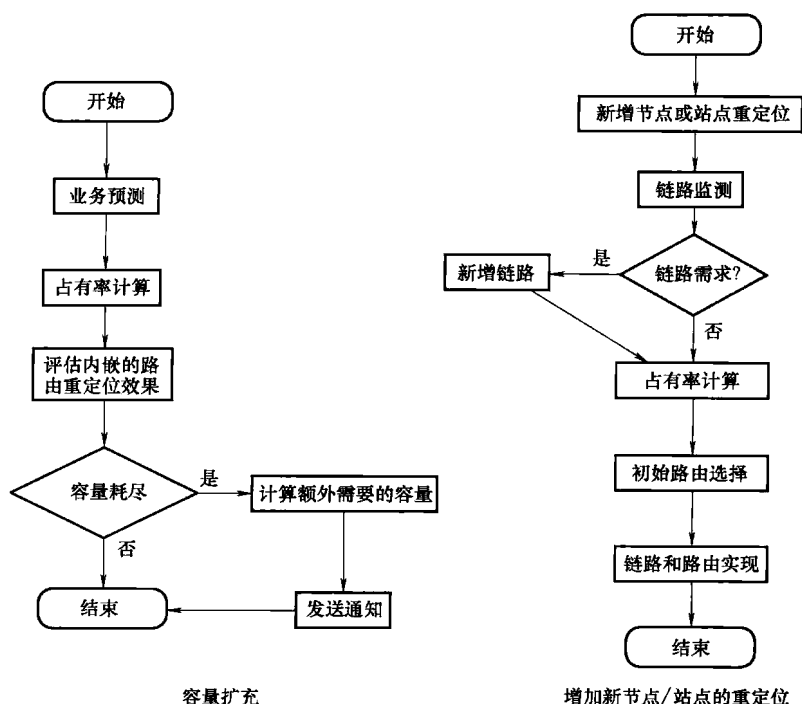 开始
业务预测
占有率计算
评估内嵌的路
由重定位效果
容量耗尽
是
计算额外需要的容量
否
结束
发送通知
容量扩充
开始
新增节点或站点重定位
链路监测
链路需求?
是
新增链路
否
占有率计算
初始路由选择
链路和路由实现
结束
增加新节点/站点的重定位